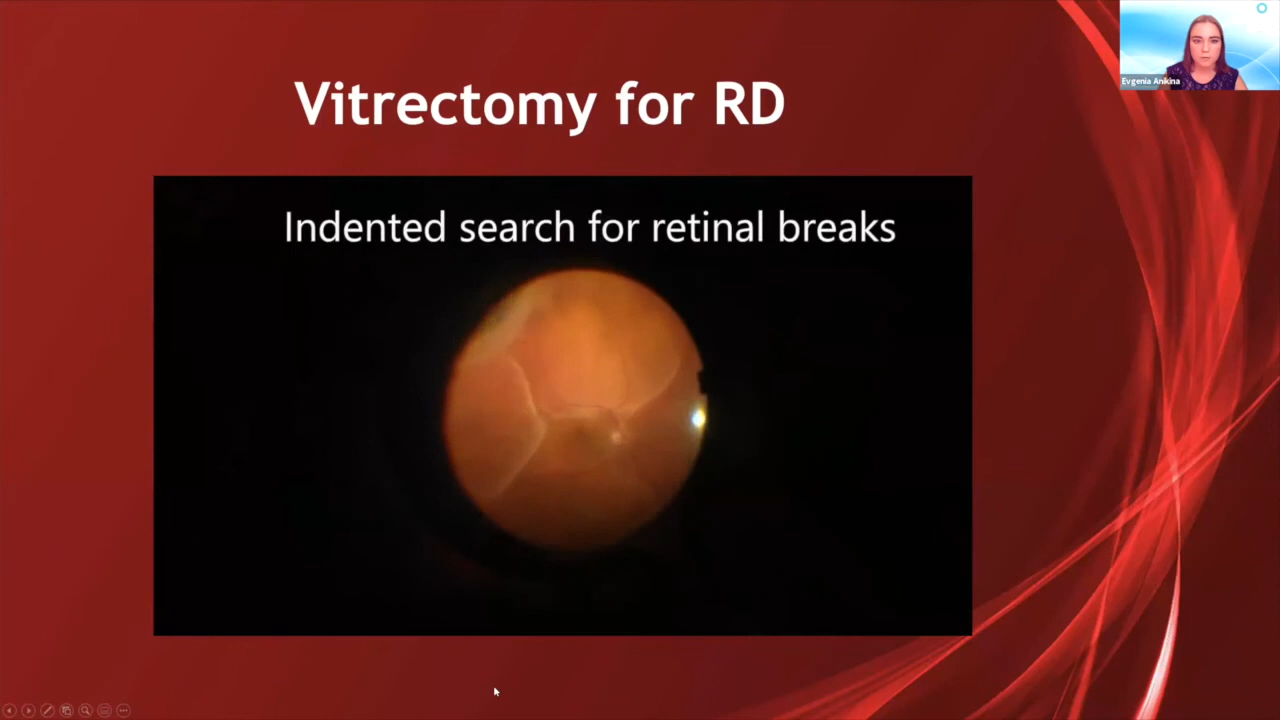 Vitrectomy for RD
Indented search for retinal breaks
Evgenia Anikina